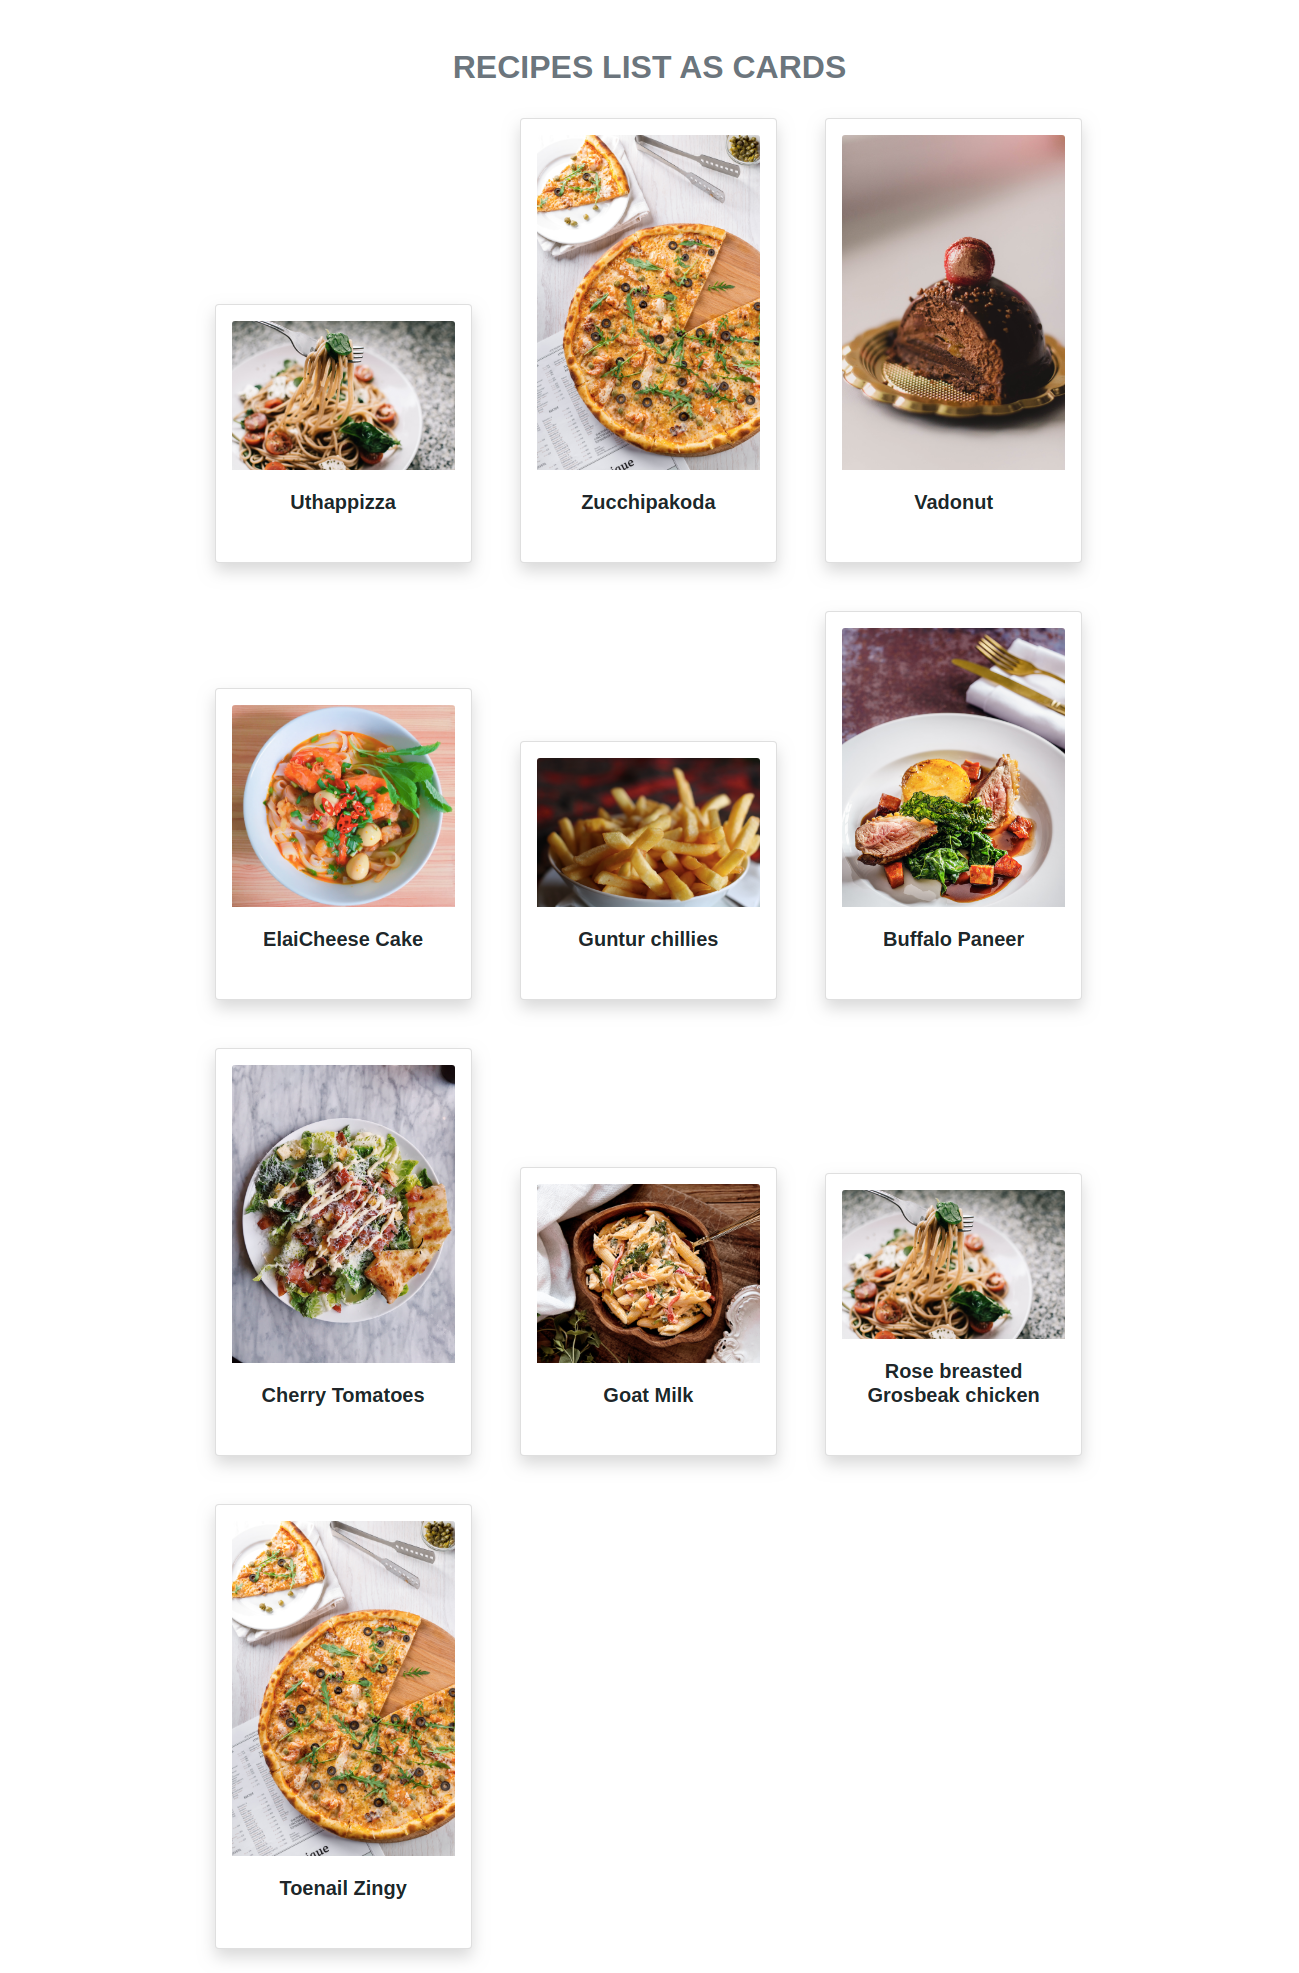 RECIPES LIST AS CARDS
Uthappizza
Zucchipakoda
Vadonut
ElaiCheese Cake
Guntur chillies
Buffalo Paneer
Cherry Tomatoes
Goat Milk
Rose breasted
Grosbeak chicken
Toenail Zingy